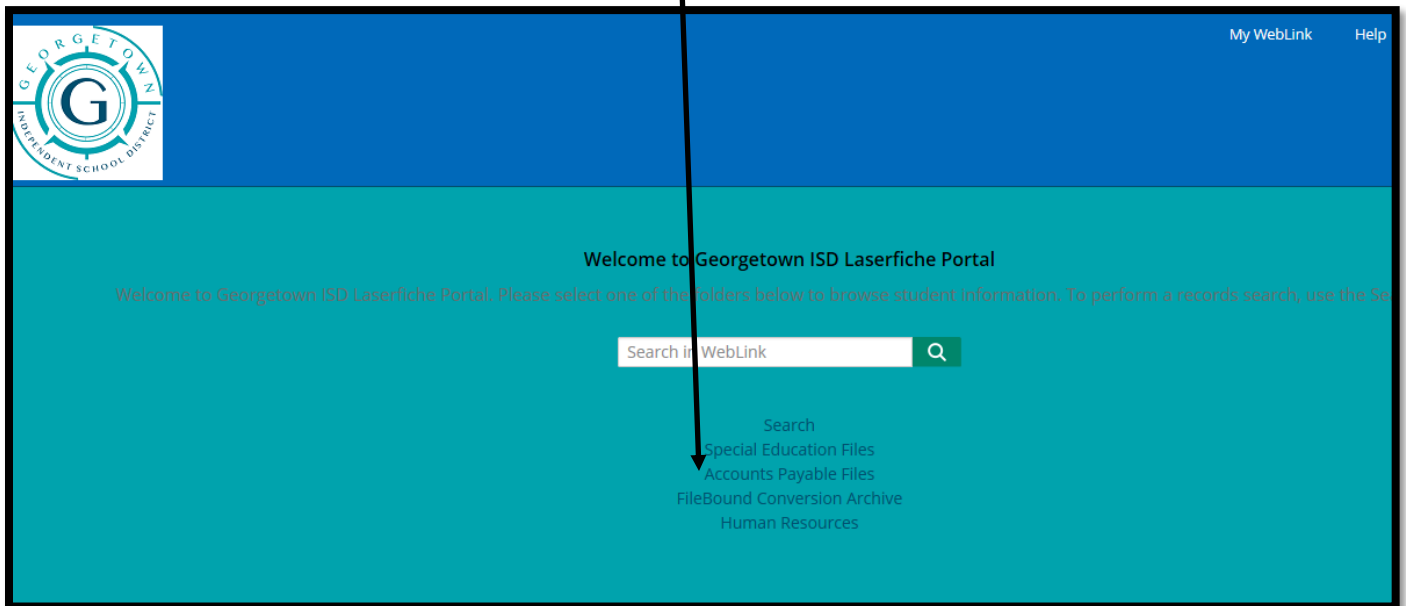 GEORGETOWN
INDEPENDENT SCHOOL DISTRICT
G
My WebLink Help
Welcome to Georgetown ISD Laserfiche Portal
Welcome to Georgetown ISD Laserfiche Portal. Please select one of the folders below to browse student information. To perform a records search, use the
Search in WebLink
Search
Special Education Files
Accounts Payable Files
FileBound Conversion Archive
Human Resources